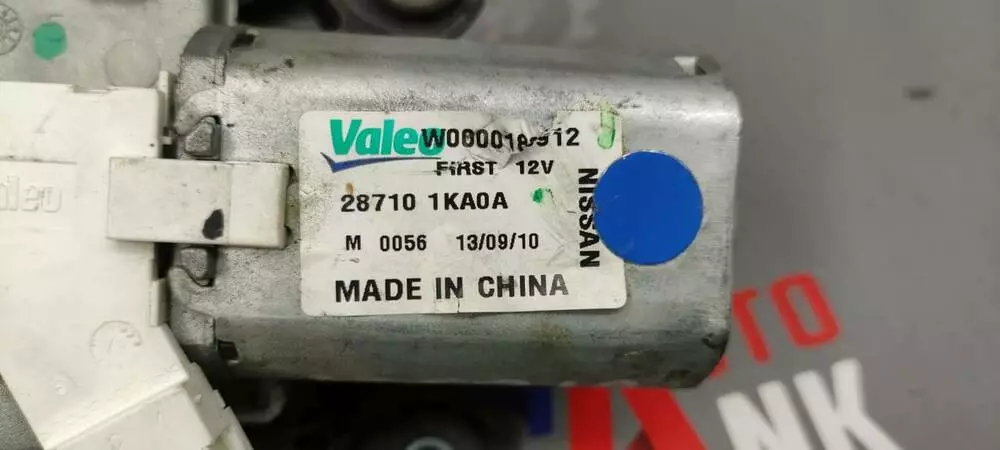 Valeo
FIRST 12V
28710 1KA0A
M 0056 13/09/10
MADE IN CHINA
NISSAN